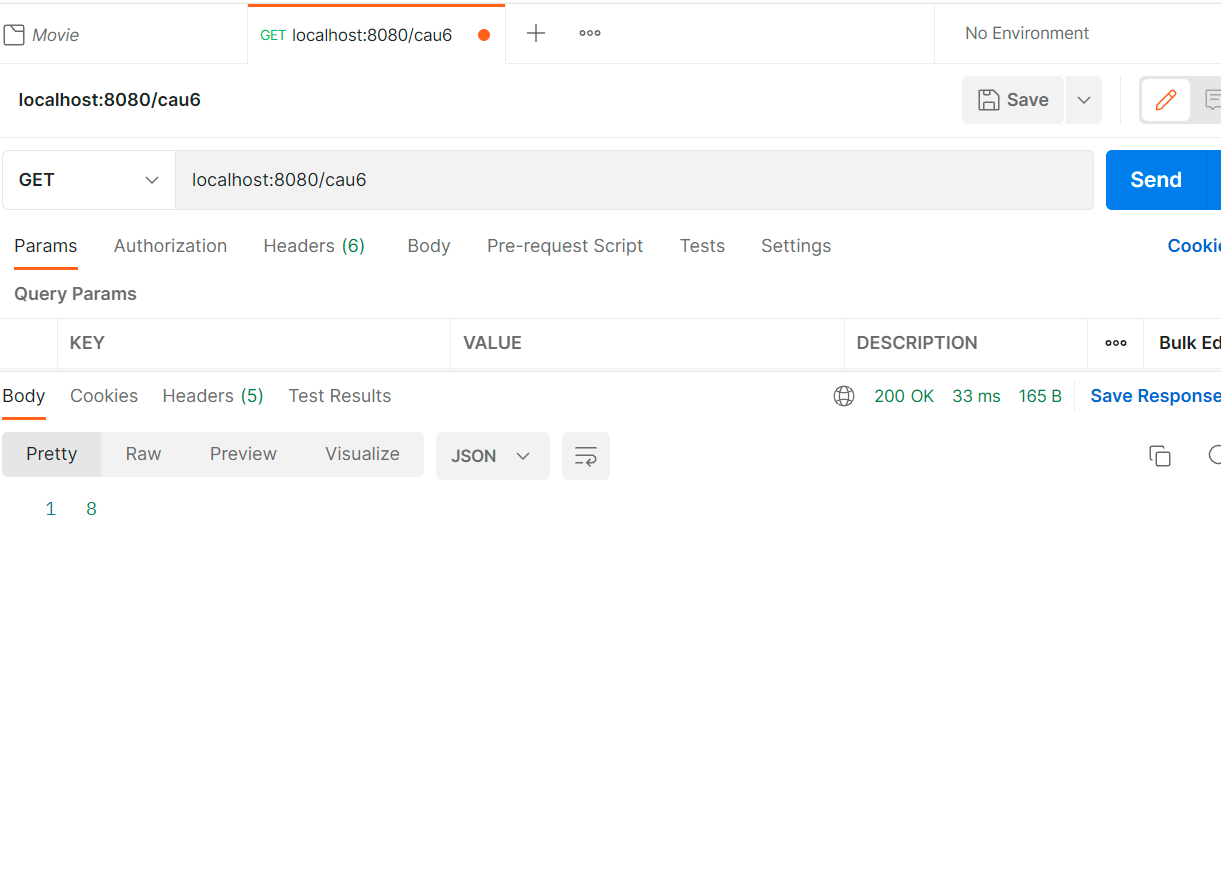 Movie GET localhost:8080/cau6 No Environment
localhost:8080/cau6 Save
GET localhost:8080/cau6 Send
Params Authorization Headers (6) Body Pre-request Script Tests Settings Cookie
Query Params
KEY VALUE DESCRIPTION Bulk Ed
Body Cookies Headers (5) Test Results 200 OK 33 ms 165 B Save Response
Pretty Raw Preview Visualize JSON
1 8